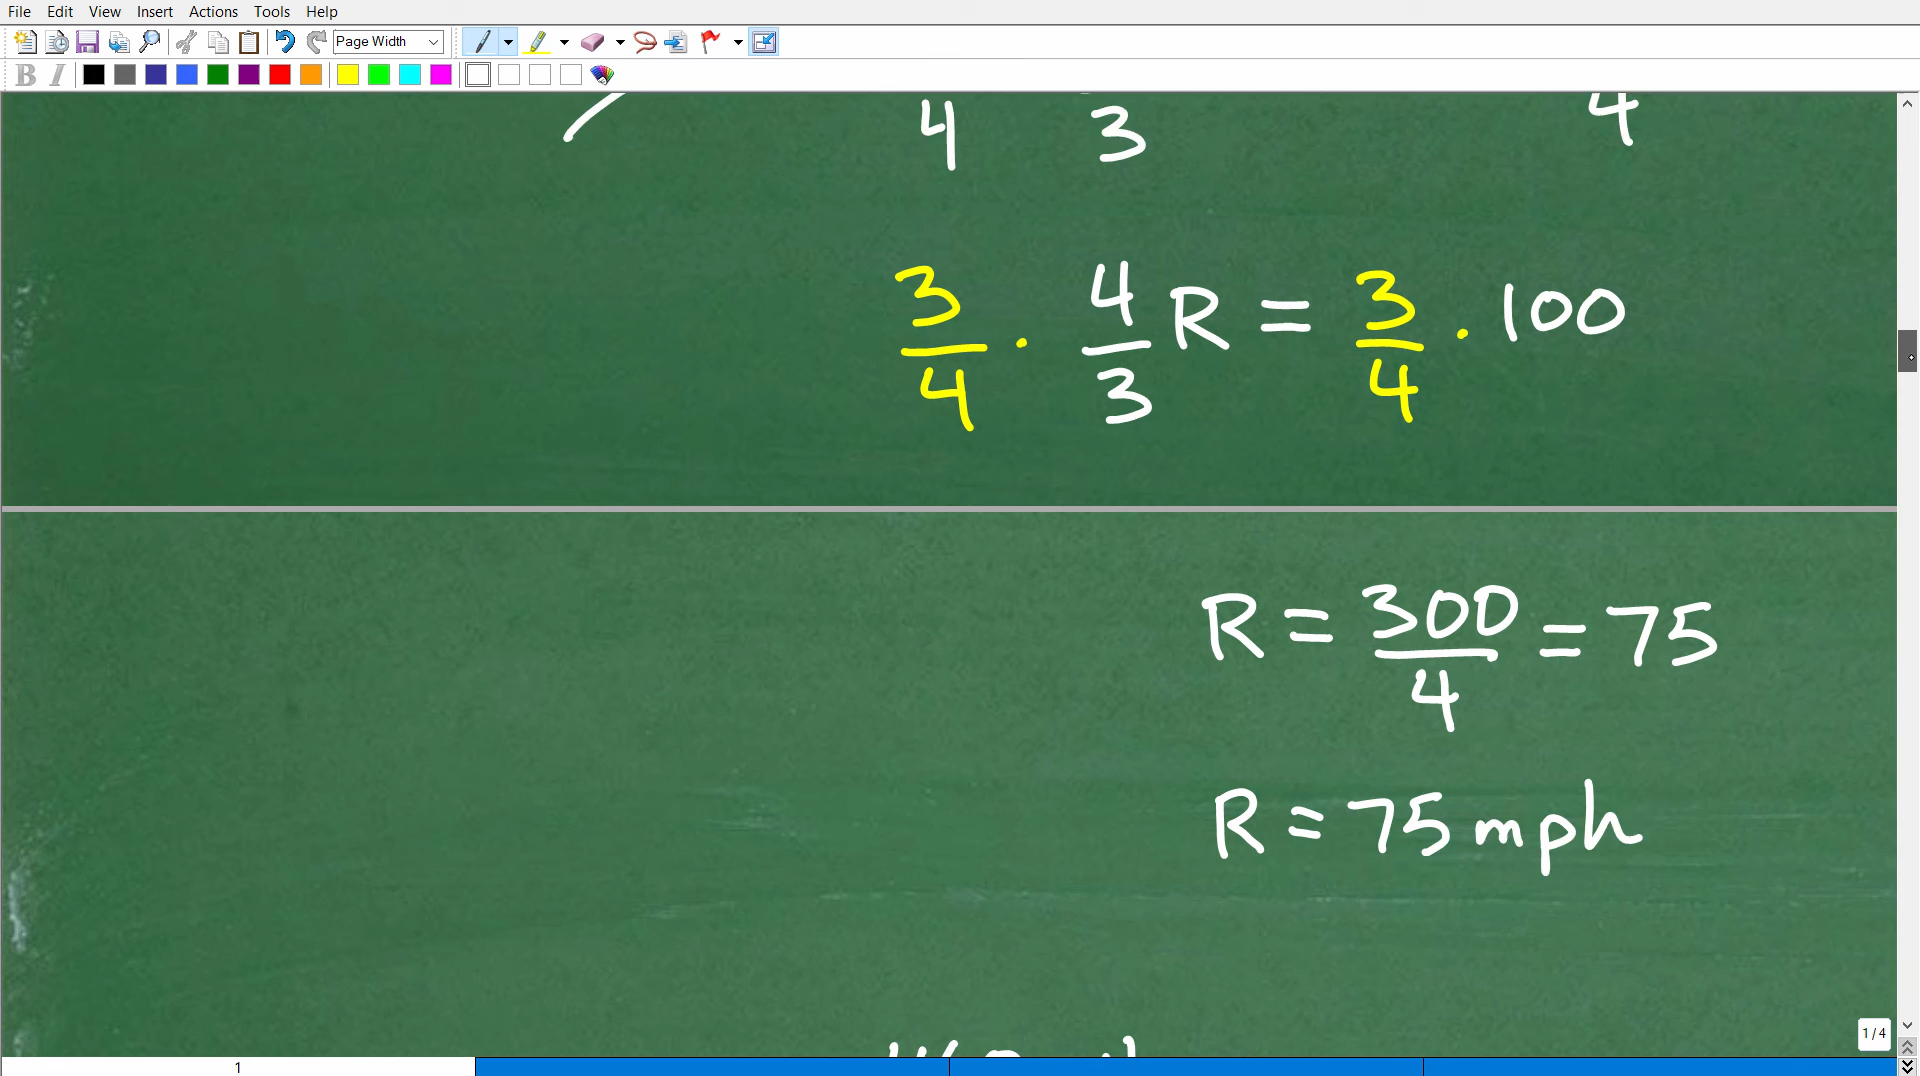 File Edit View Insert Actions Tools Help
Page Width
B I
4 3 4
3/4 · 4/3 R = 3/4 · 100
R = 300/4 = 75
R = 75 mph
1 / 4
1